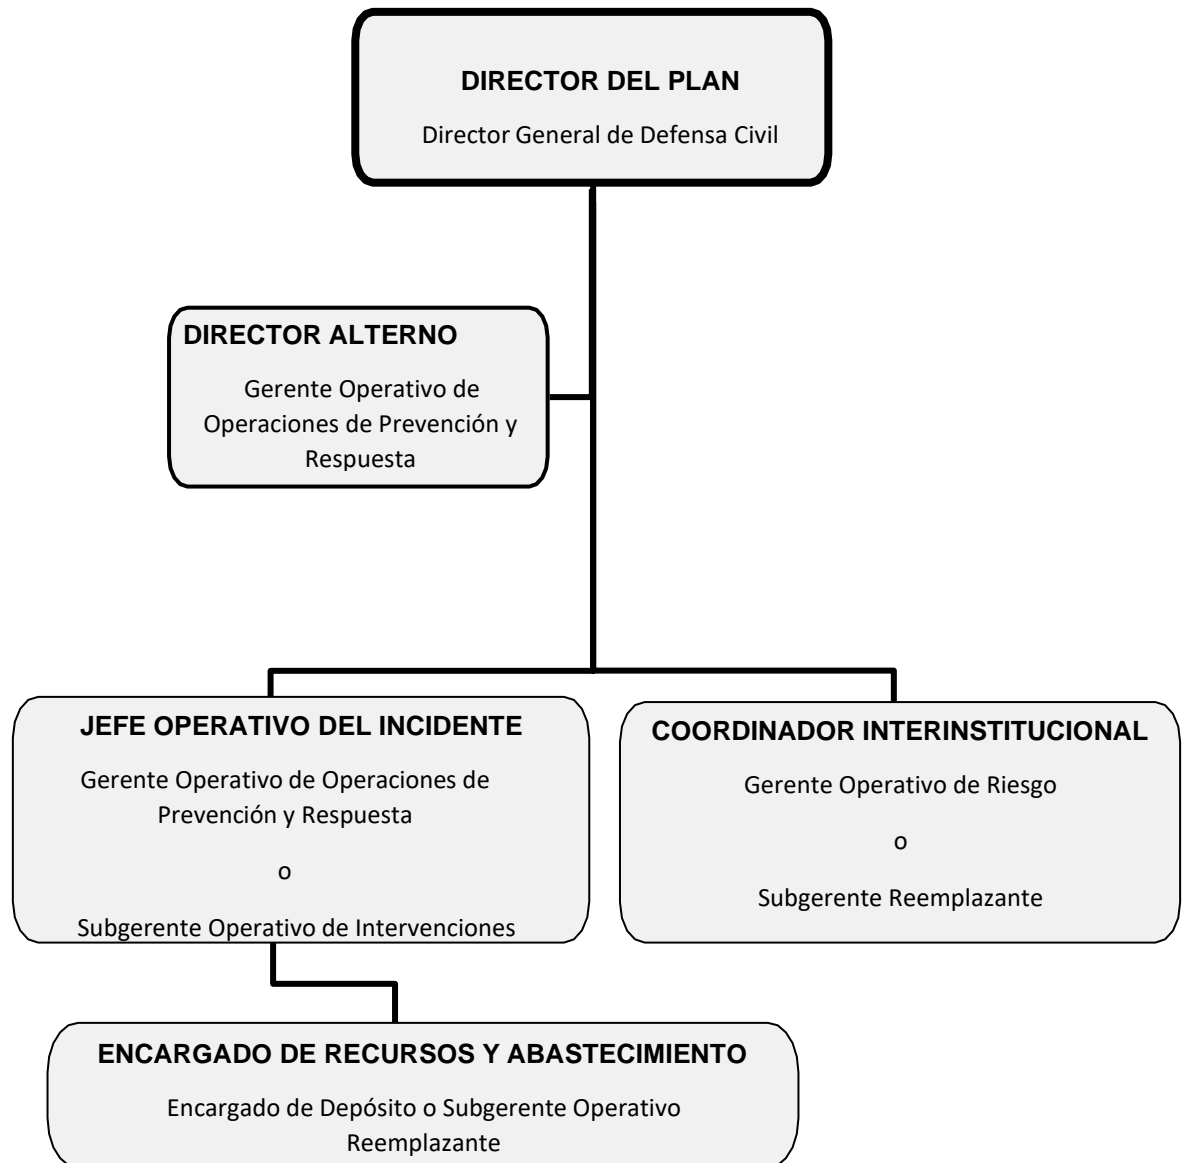 DIRECTOR DEL PLAN
Director General de Defensa Civil
DIRECTOR ALTERNO
Gerente Operativo de
Operaciones de Prevención y
Respuesta
JEFE OPERATIVO DEL INCIDENTE
Gerente Operativo de Operaciones de
Prevención y Respuesta
o
Subgerente Operativo de Intervenciones
COORDINADOR INTERINSTITUCIONAL
Gerente Operativo de Riesgo
o
Subgerente Reemplazante
ENCARGADO DE RECURSOS Y ABASTECIMIENTO
Encargado de Depósito o Subgerente Operativo
Reemplazante